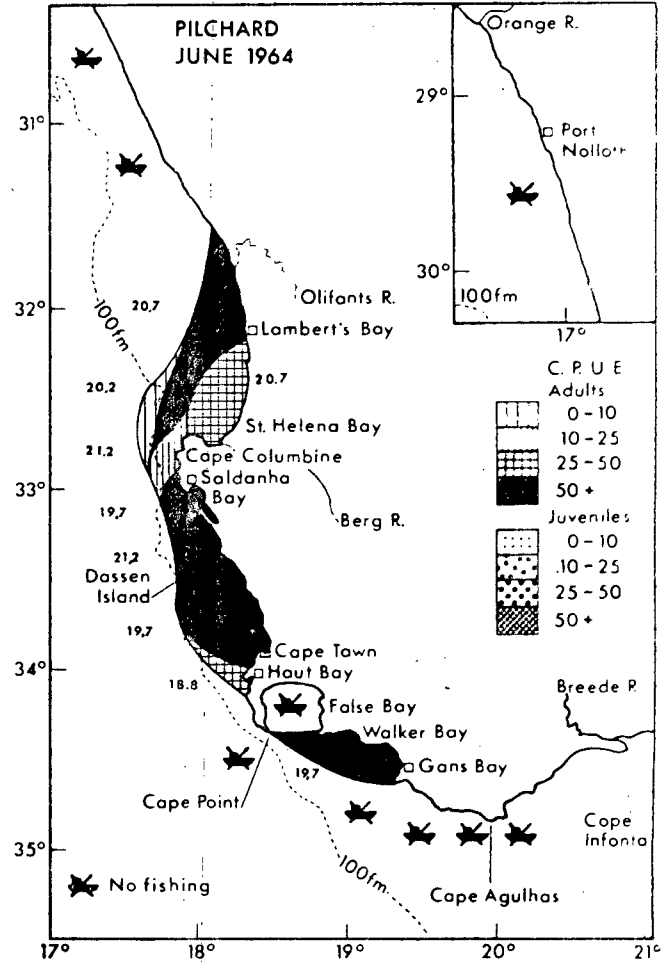 PILCHARD
JUNE 1964
Orange R.
29°
Port
Nolloth
30°
100fm
17°
31°
32°
33°
34°
35°
20,7
100fm
Olifants R.
Lambert's Bay
20,2
20.7
St. Helena Bay
21,2
Cape Columbine
Saldanha
Bay
19,7
Berg R.
21,2
Dassen
Island
19,7
Cape Town
18.8
Haut Bay
False Bay
Walker Bay
Breede R.
19,7
Gans Bay
Cape Point
Cope
Infanta
100fm
Cape Agulhas
No fishing
C. P. U E
Adults
0-10
10-25
25-50
50+
Juveniles
0-10
.10-25
25-50
50+
17°
18°
19°
20°
21°